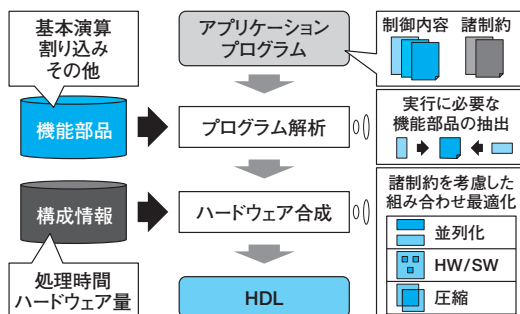 基本演算
割り込み
その他
アプリケーション
プログラム
制御内容
諸制約
機能部品
プログラム解析
実行に必要な
機能部品の抽出
構成情報
ハードウェア合成
諸制約を考慮した
組み合わせ最適化
並列化
HW/SW
圧縮
処理時間
ハードウェア量
HDL